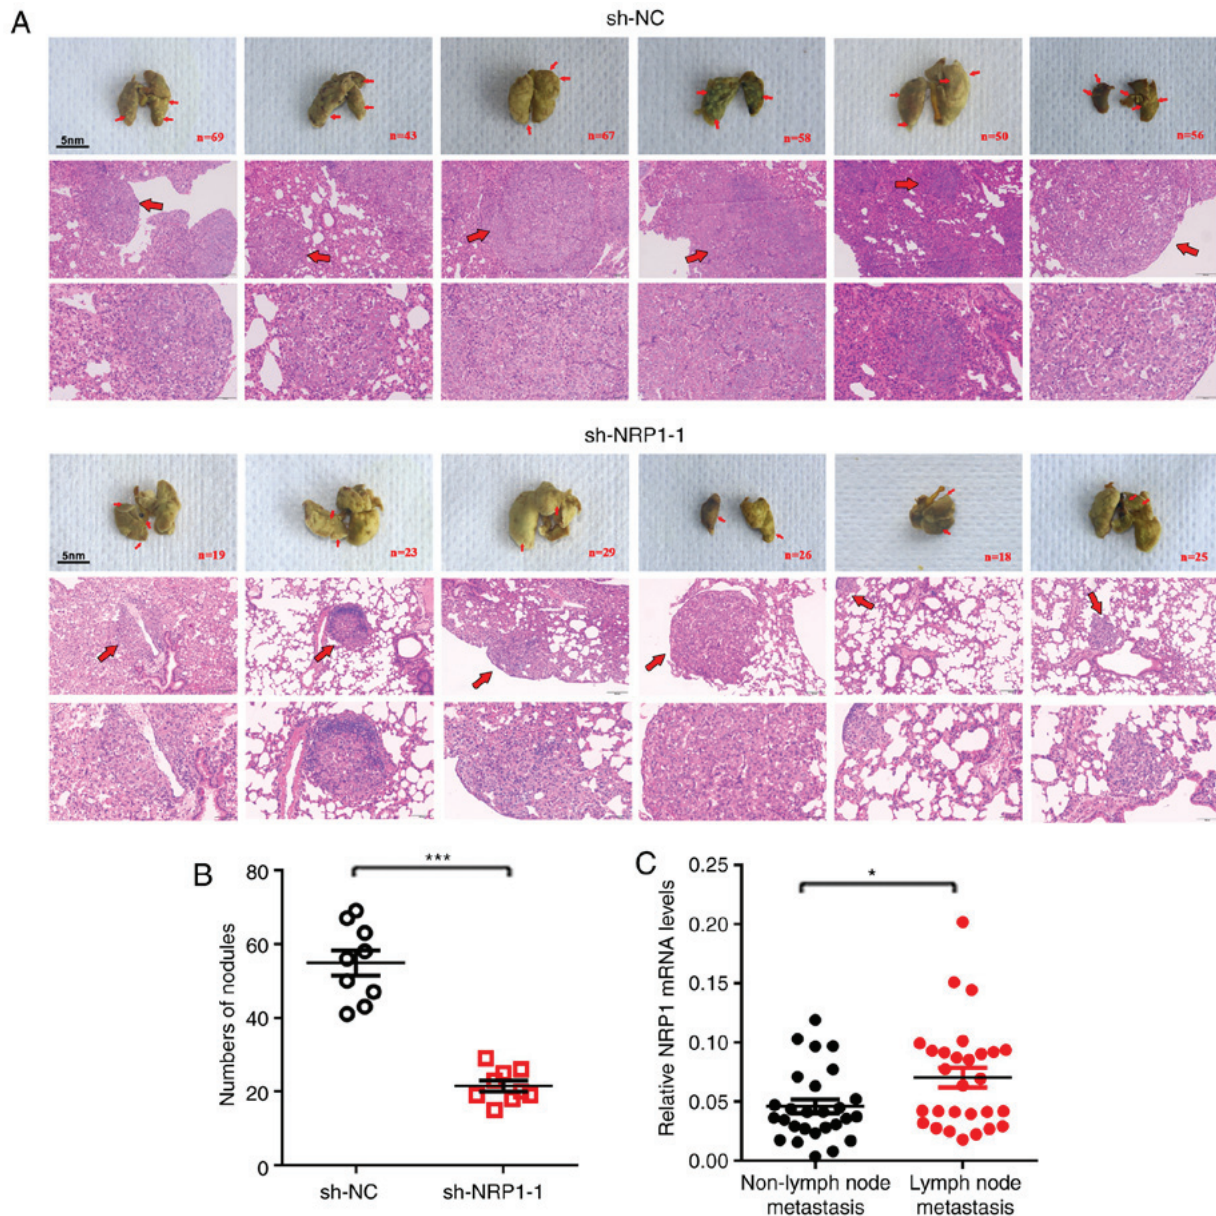 A
sh-NC
5nm
n=69
n=43
n=67
n=58
n=50
n=56
sh-NRP1-1
5nm
n=19
n=23
n=29
n=26
n=18
n=25
B
Numbers of nodules
80
60
40
20
0
***
sh-NC
sh-NRP1-1
C
Relative NRP1 mRNA levels
0.25
0.20
0.15
0.10
0.05
0.00
*
Non-lymph node
metastasis
Lymph node
metastasis